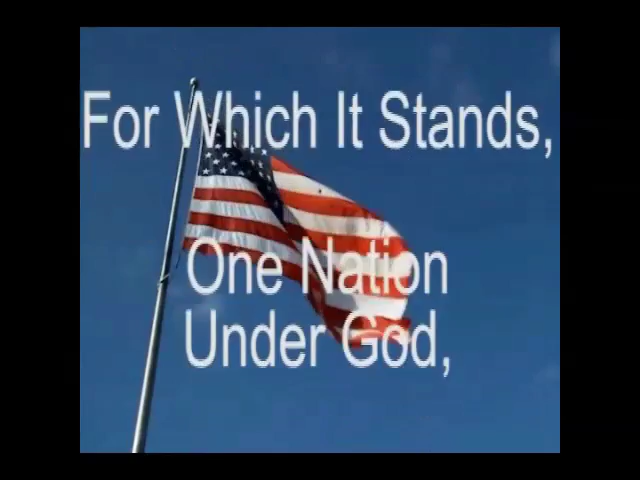 For Which It Stands,
One Nation
Under God,